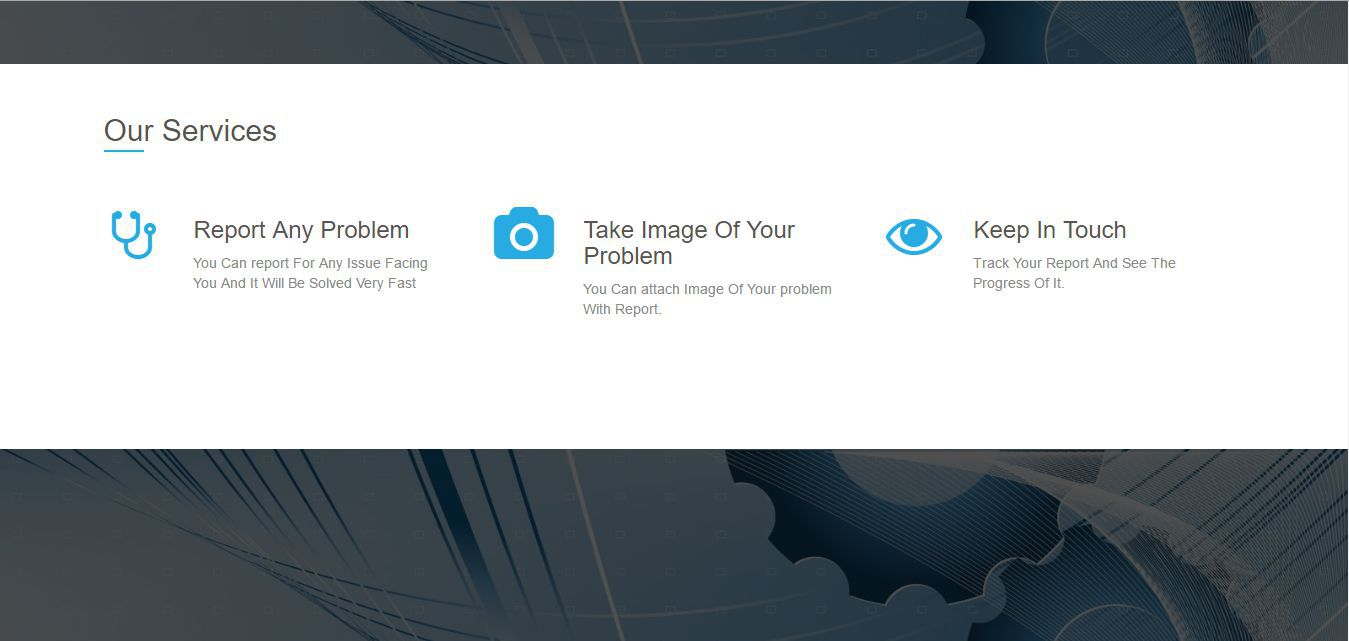 Our Services
Report Any Problem
You Can report For Any Issue Facing
You And It Will Be Solved Very Fast
Take Image Of Your
Problem
You Can attach Image Of Your problem
With Report.
Keep In Touch
Track Your Report And See The
Progress Of It.